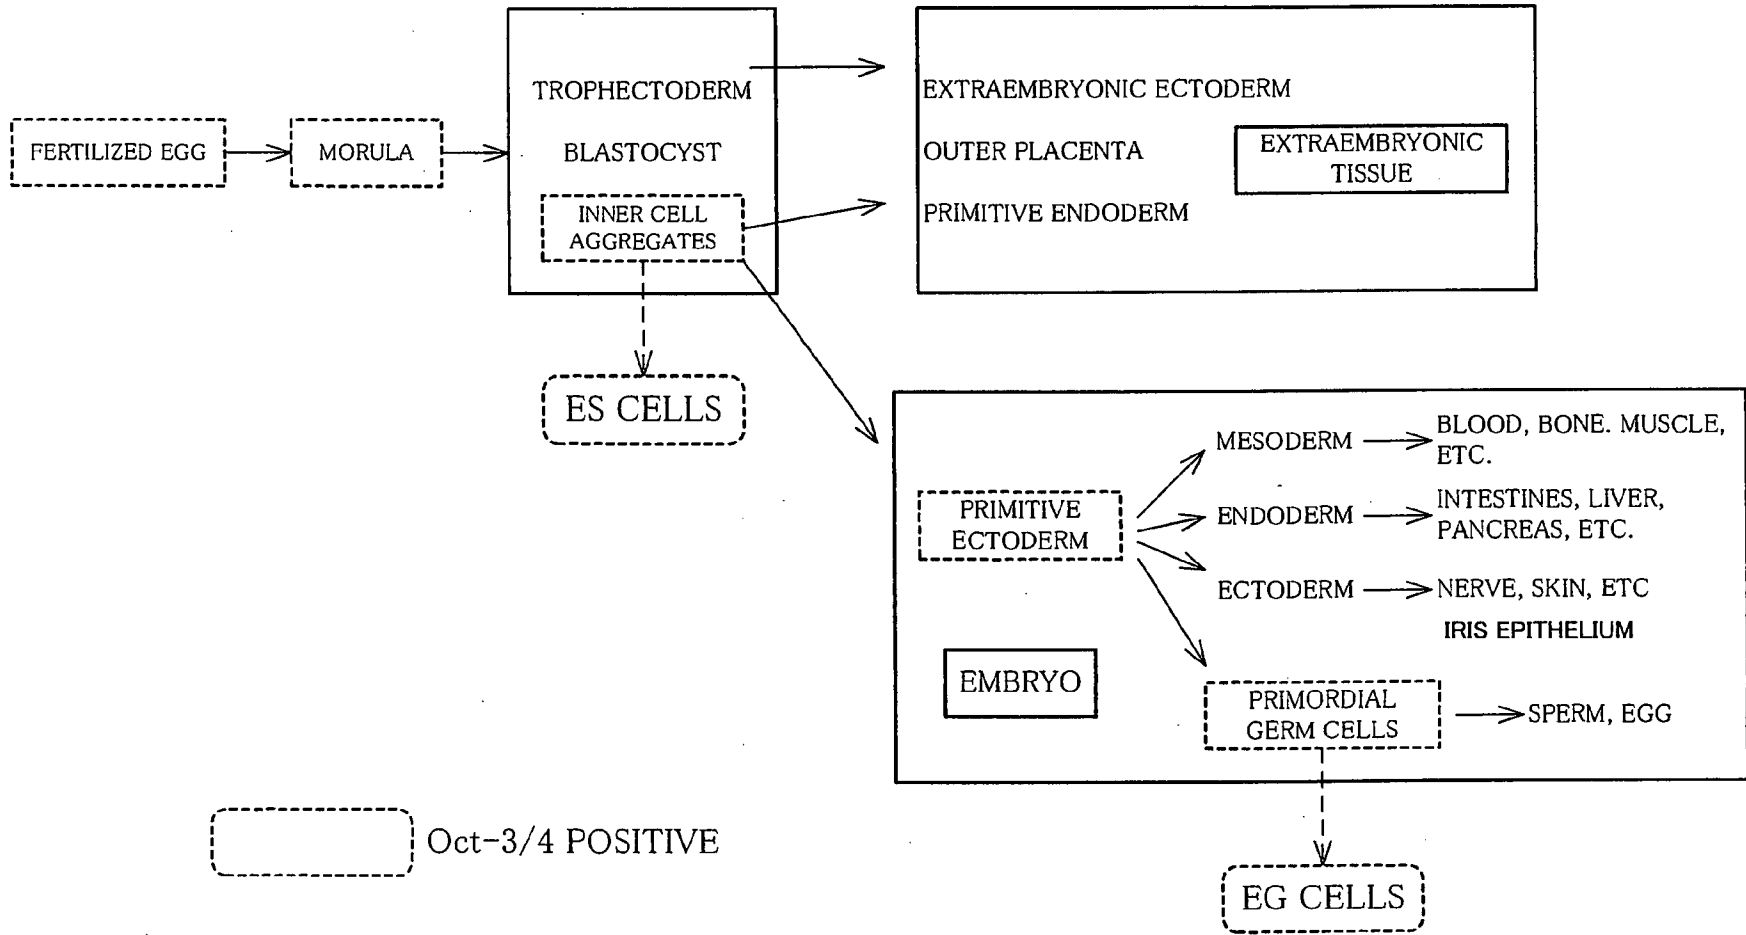 FERTILIZED EGG
MORULA
TROPHECTODERM
BLASTOCYST
INNER CELL
AGGREGATES
EXTRAEMBRYONIC ECTODERM
OUTER PLACENTA
PRIMITIVE ENDODERM
EXTRAEMBRYONIC
TISSUE
ES CELLS
PRIMITIVE
ECTODERM
MESODERM
BLOOD, BONE. MUSCLE,
ETC.
ENDODERM
INTESTINES, LIVER,
PANCREAS, ETC.
ECTODERM
NERVE, SKIN, ETC
IRIS EPITHELIUM
EMBRYO
PRIMORDIAL
GERM CELLS
SPERM, EGG
Oct-3/4 POSITIVE
EG CELLS